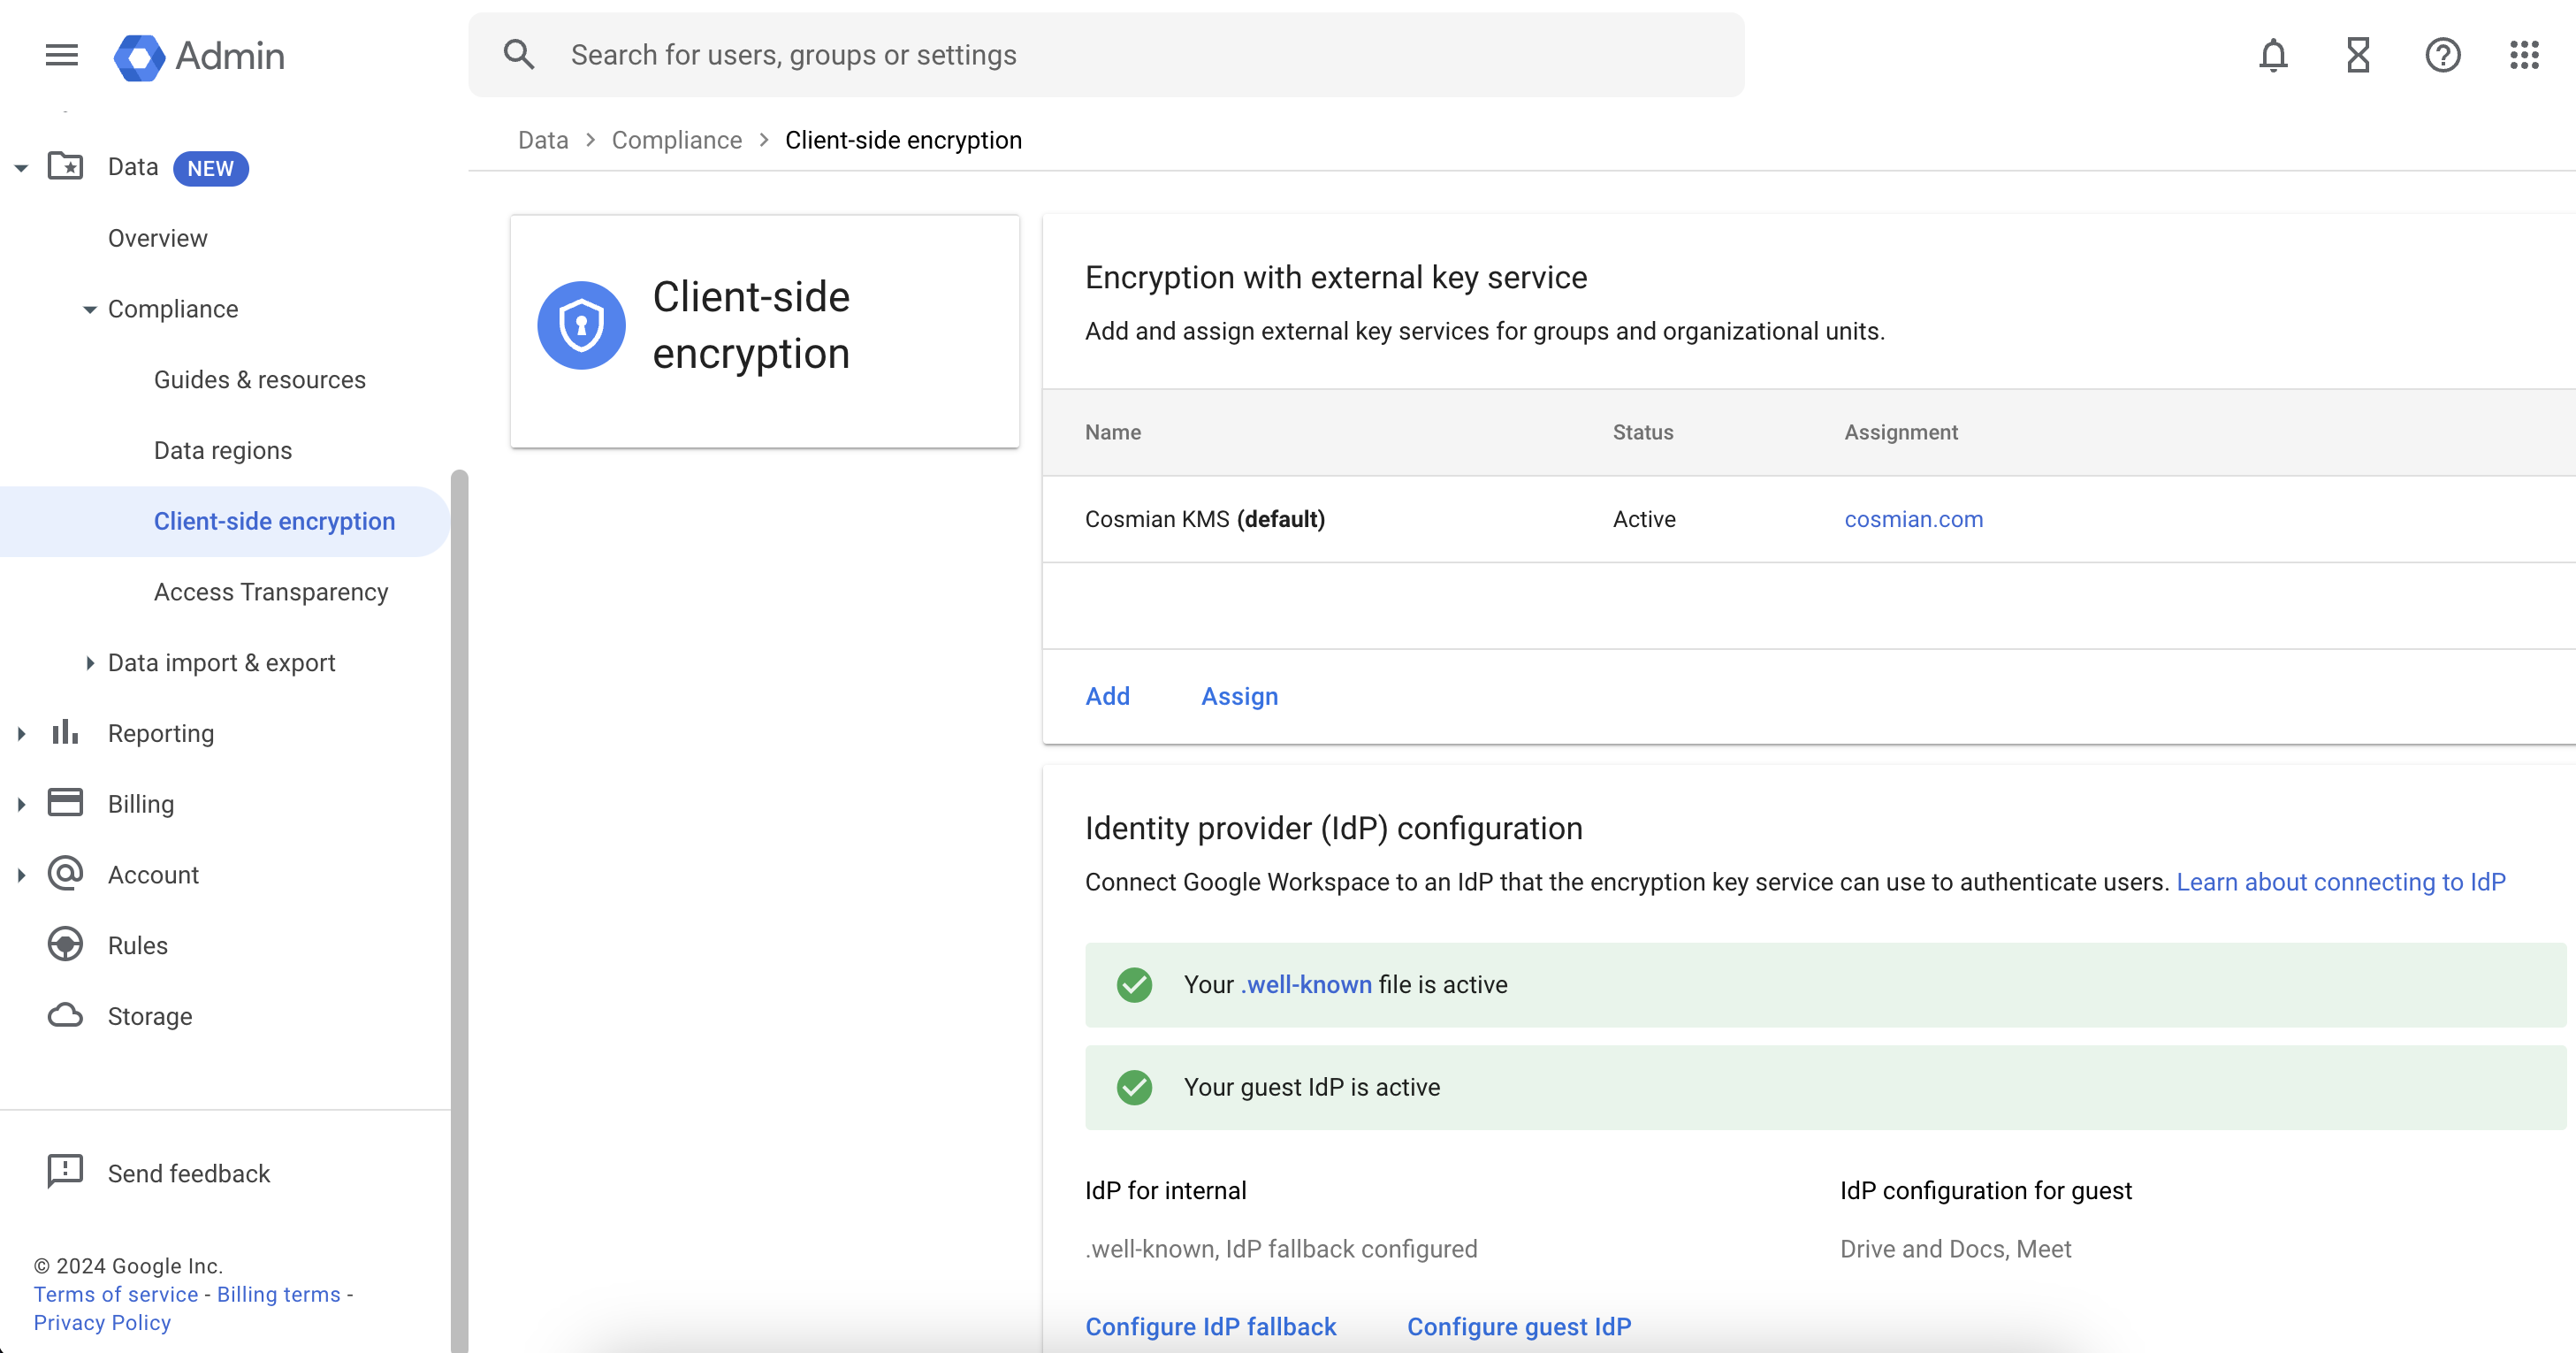 Admin
Search for users, groups or settings
Data NEW
Overview
Compliance
Guides & resources
Data regions
Client-side encryption
Access Transparency
Data import & export
Reporting
Billing
Account
Rules
Storage
Send feedback
© 2024 Google Inc.
Terms of service - Billing terms -
Privacy Policy
Data > Compliance > Client-side encryption
Client-side
encryption
Encryption with external key service
Add and assign external key services for groups and organizational units.
Name Status Assignment
Cosmian KMS (default) Active cosmian.com
Add Assign
Identity provider (IdP) configuration
Connect Google Workspace to an IdP that the encryption key service can use to authenticate users. Learn about connecting to IdP
Your .well-known file is active
Your guest IdP is active
IdP for internal IdP configuration for guest
.well-known, IdP fallback configured Drive and Docs, Meet
Configure IdP fallback Configure guest IdP